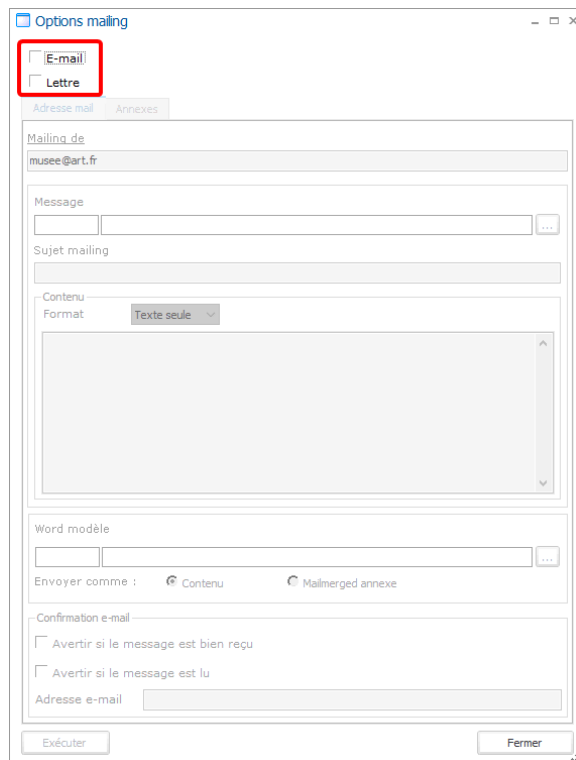 Options mailing
E-mail
Lettre
Adresse mail Annexes
Mailing de
musee@art.fr
Message
...
Sujet mailing
Contenu
Format Texte seule
Word modèle
...
Envoyer comme : Contenu Mailmerged annexe
Confirmation e-mail
Avertir si le message est bien reçu
Avertir si le message est lu
Adresse e-mail
Exécuter Fermer